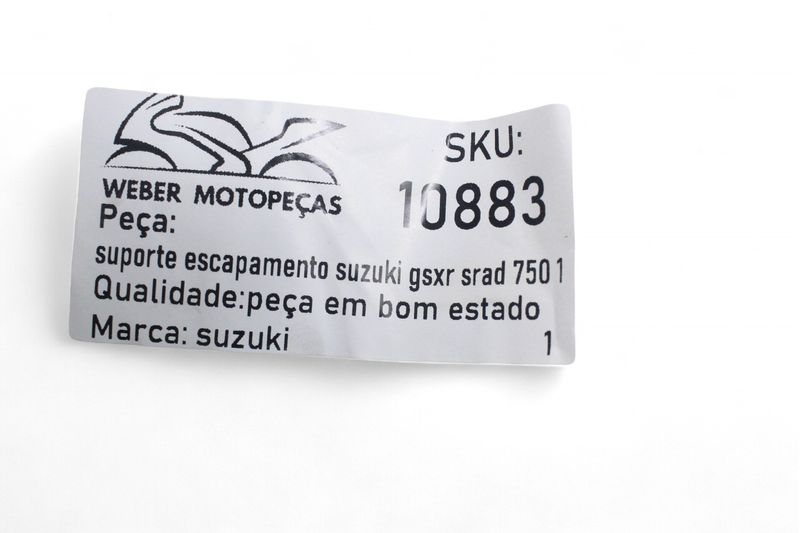 SKU:
WEBER MOTOPEÇAS
10883
Peça:
suporte escapamento suzuki gsxr srad 750 1
Qualidade:peça em bom estado
Marca: suzuki
1